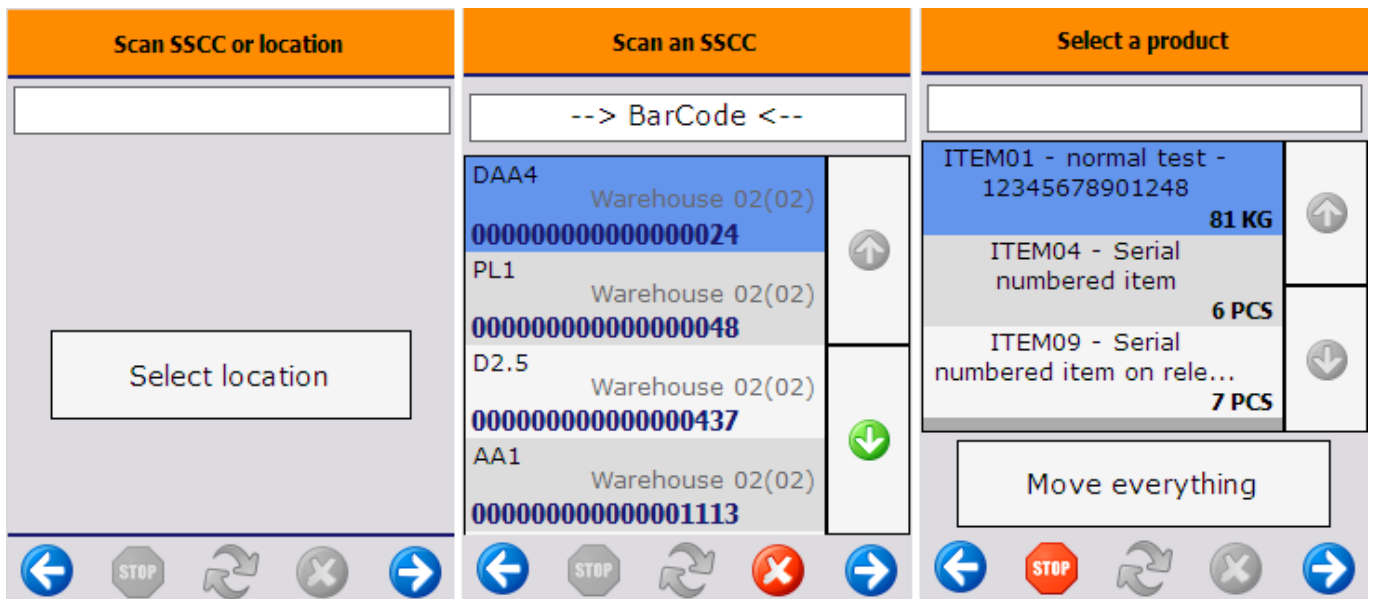 Scan SSCC or location
Select location
STOP
Scan an SSCC
--> BarCode <--
DAA4
Warehouse 02(02)
000000000000000024
PL1
Warehouse 02(02)
000000000000000048
D2.5
Warehouse 02(02)
000000000000000437
AA1
Warehouse 02(02)
000000000000001113
STOP
Select a product
ITEM01 - normal test -
12345678901248
81 KG
ITEM04 - Serial
numbered item
6 PCS
ITEM09 - Serial
numbered item on rele...
7 PCS
Move everything
STOP